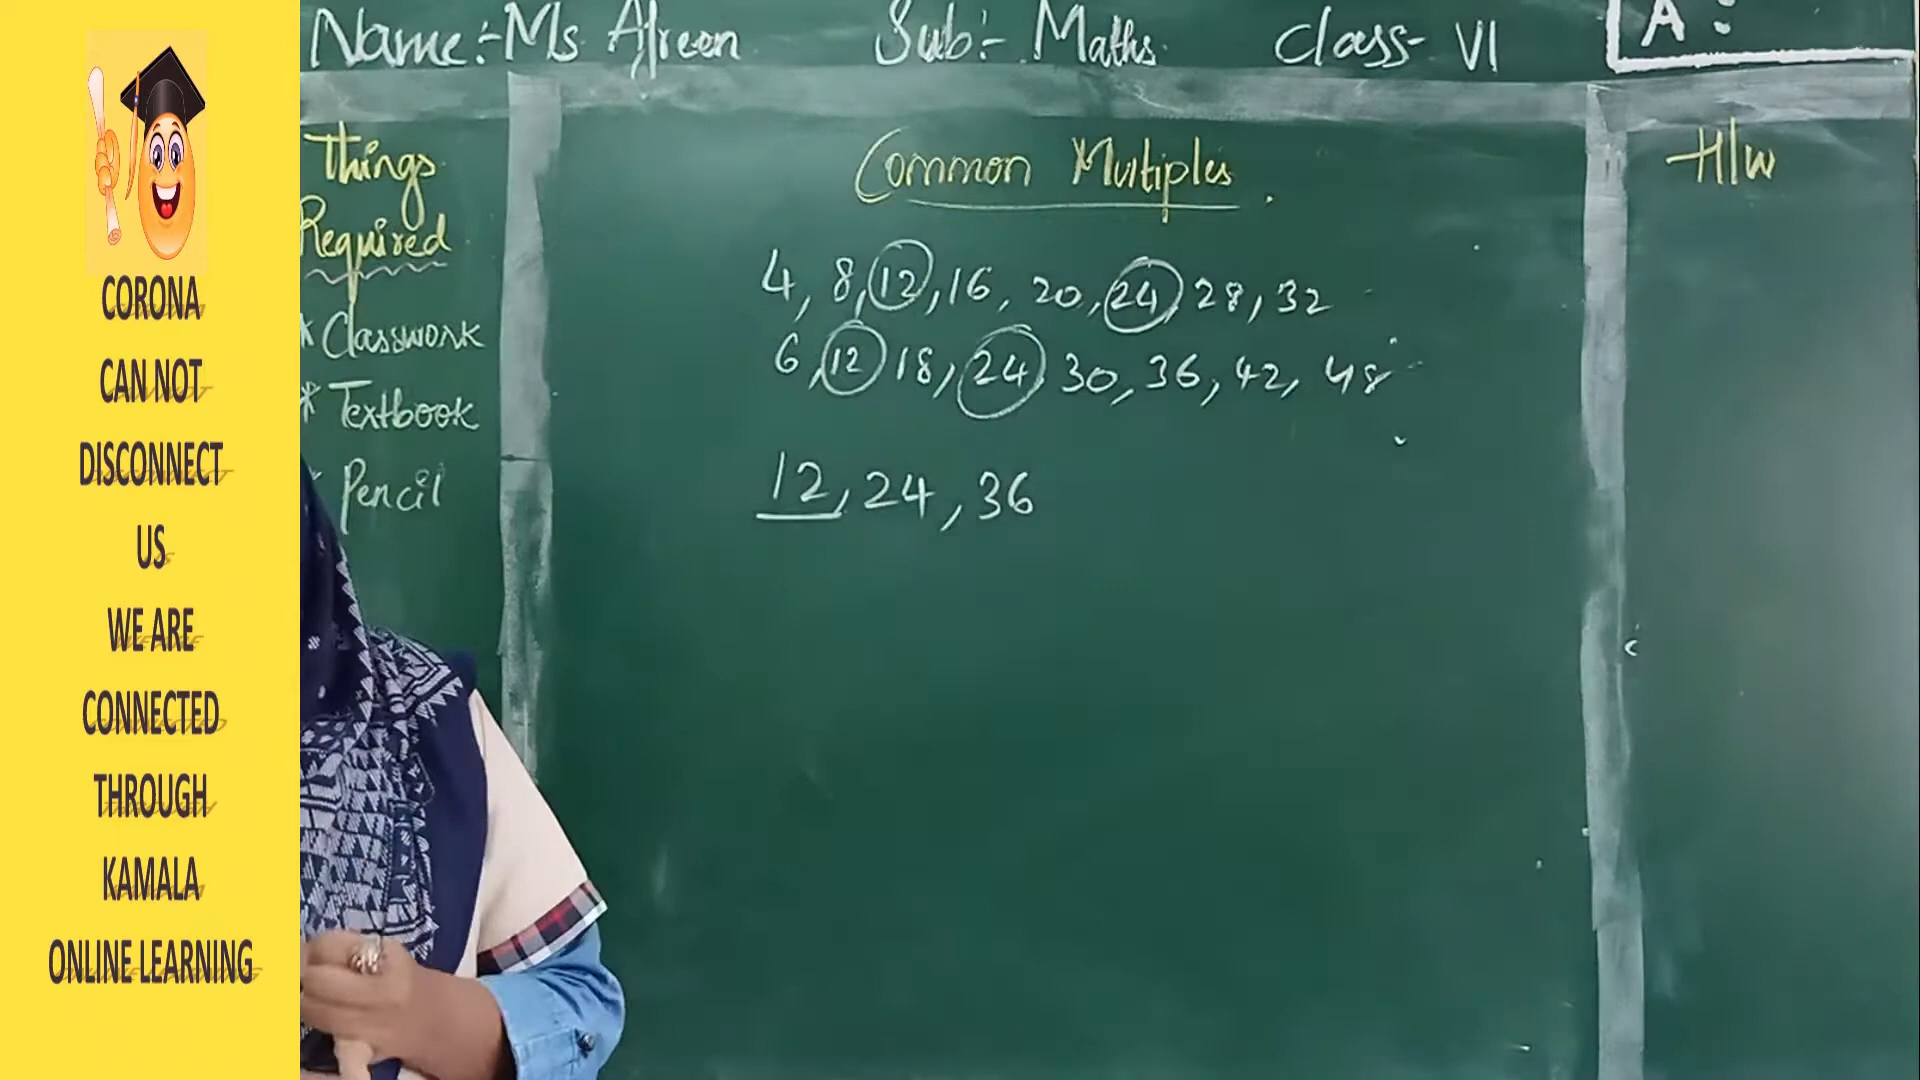 CORONA
CAN NOT
DISCONNECT
US
WE ARE
CONNECTED
THROUGH
KAMALA
ONLINE LEARNING
Name:- Ms Afreen Sub:- Maths Class- VI
A:
Things
Required
* Classwork
* Textbook
* Pencil
Common Multiples.
4, 8, 12, 16, 20, 24, 28, 32
6, 12 18, 24, 30, 36, 42, 48
12, 24, 36
H/w